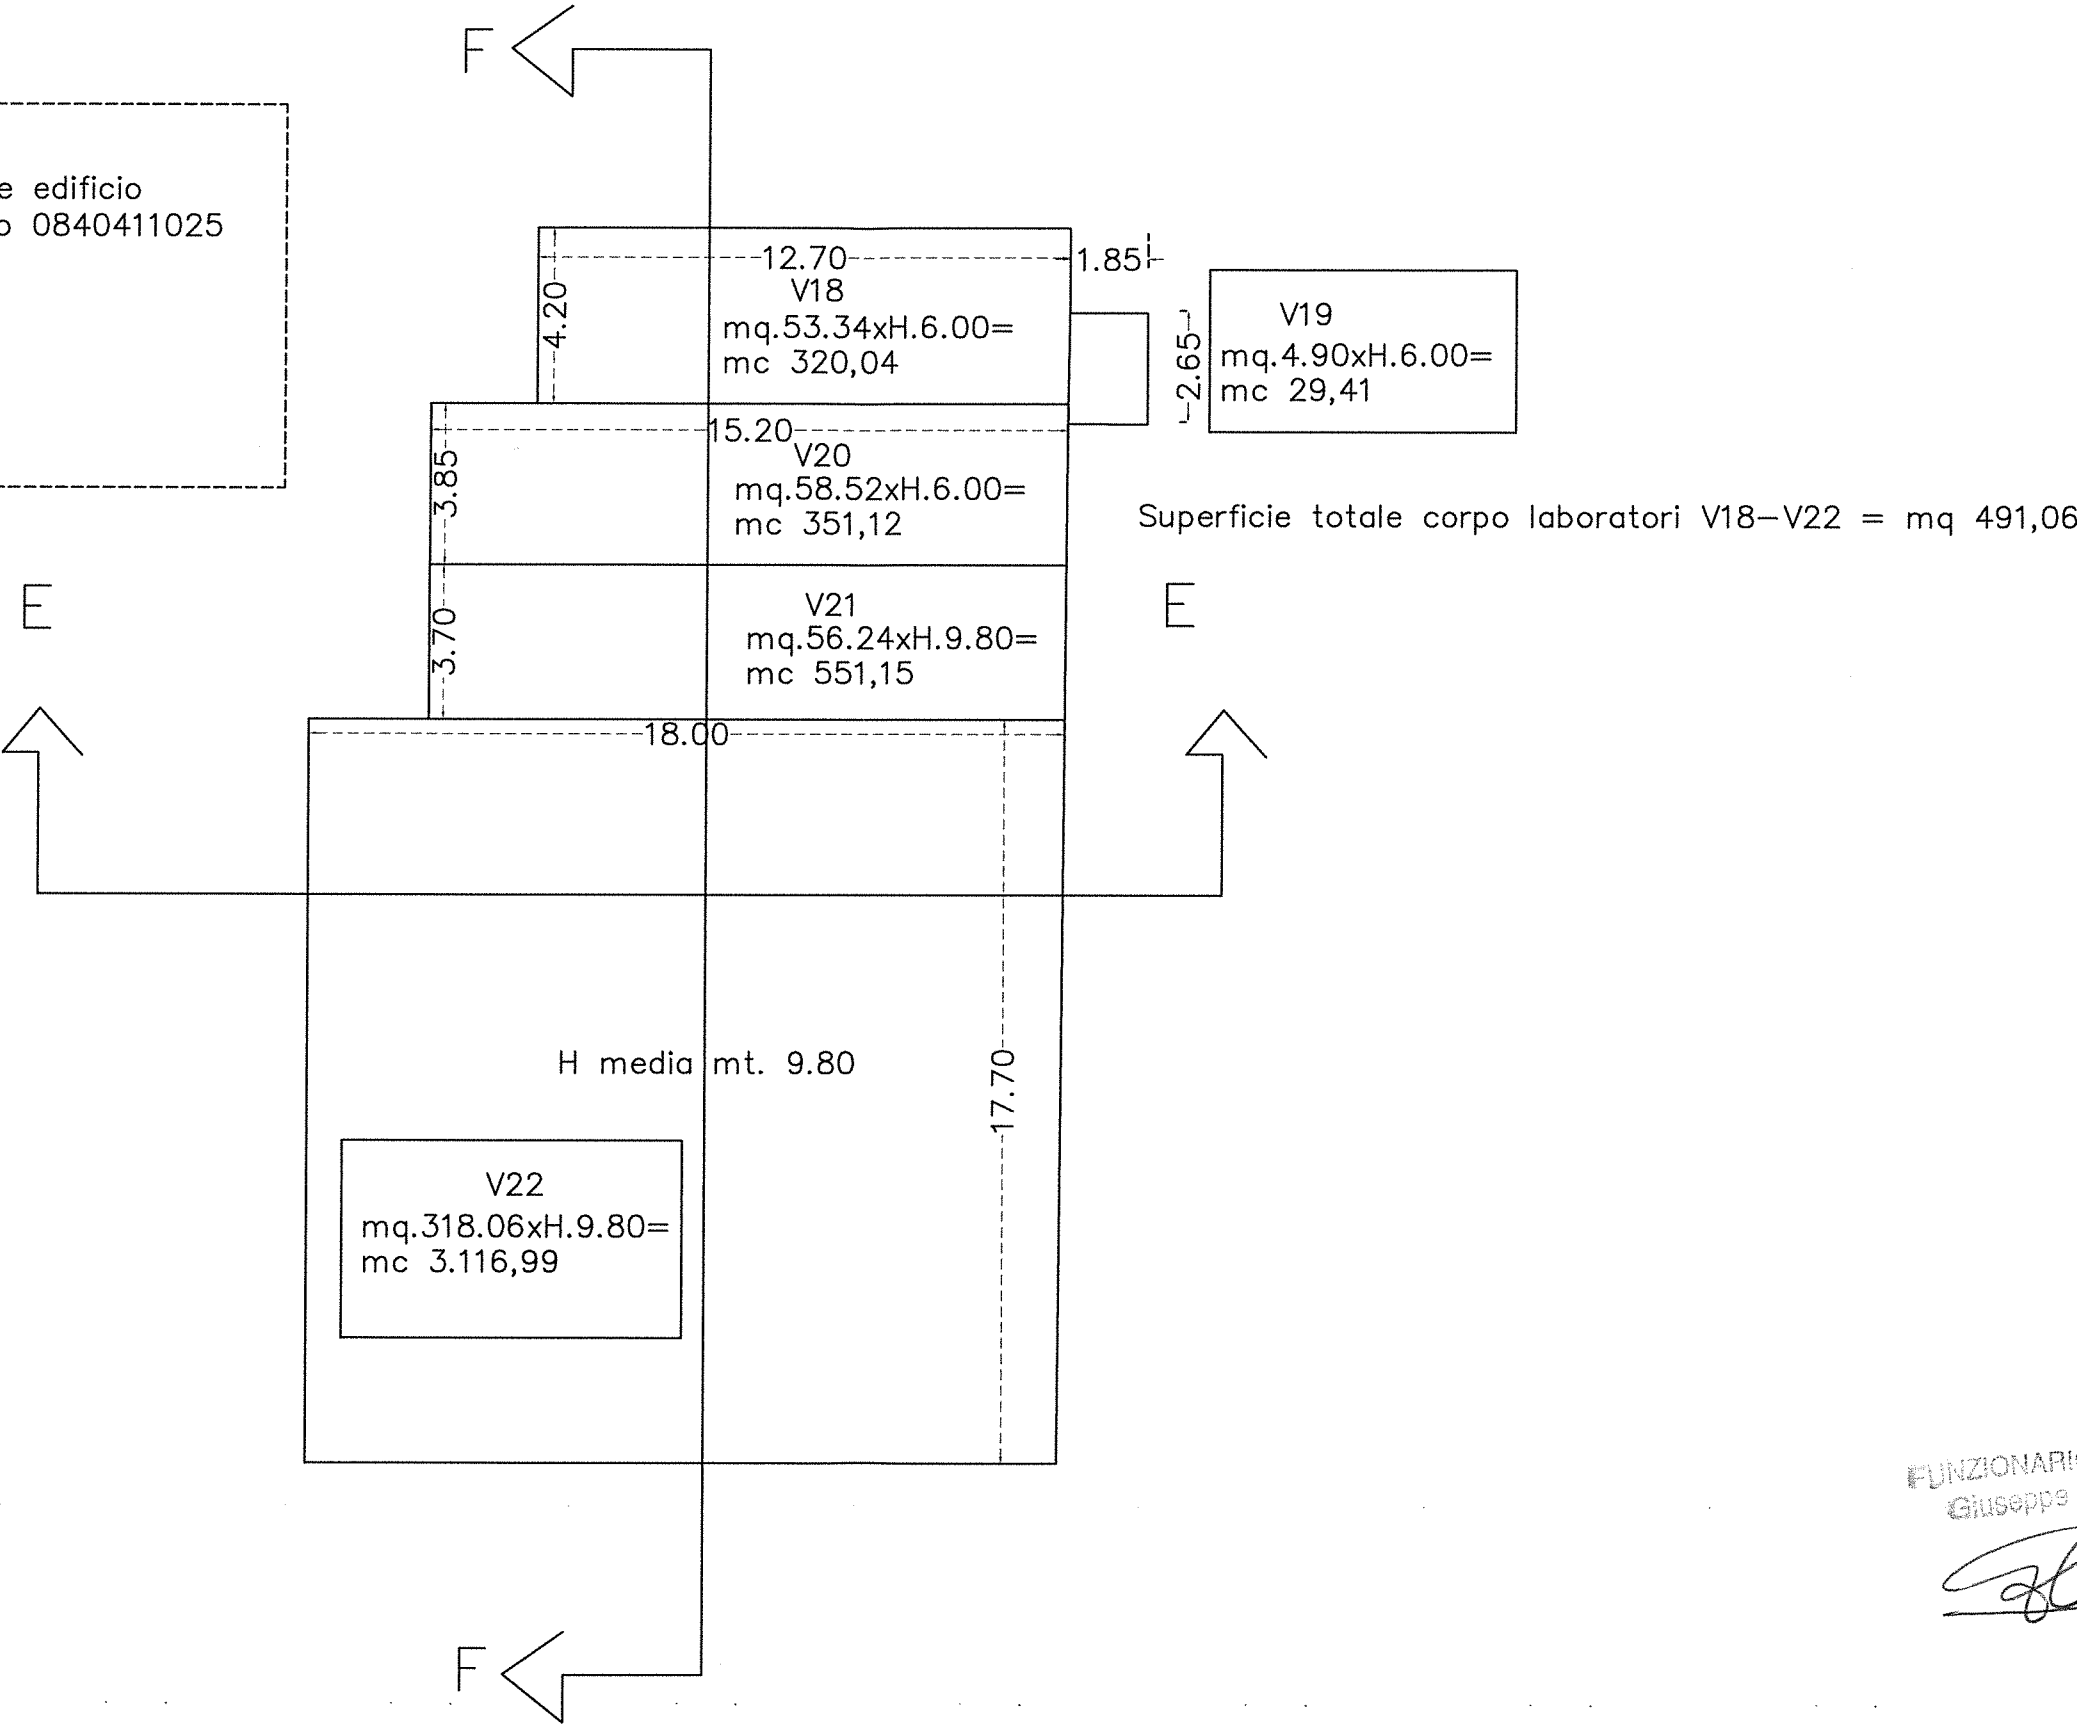 F
e edificio
o 0840411025
12.70
1.85
4.20
V18
mq.53.34xH.6.00=
mc 320,04
2.65
V19
mq.4.90xH.6.00=
mc 29,41
15.20
3.85
V20
mq.58.52xH.6.00=
mc 351,12
Superficie totale corpo laboratori V18-V22 = mq 491,06
E
E
3.70
V21
mq.56.24xH.9.80=
mc 551,15
18.00
17.70
H media mt. 9.80
V22
mq.318.06xH.9.80=
mc 3.116,99
FUNZIONARI
Giuseppe
F